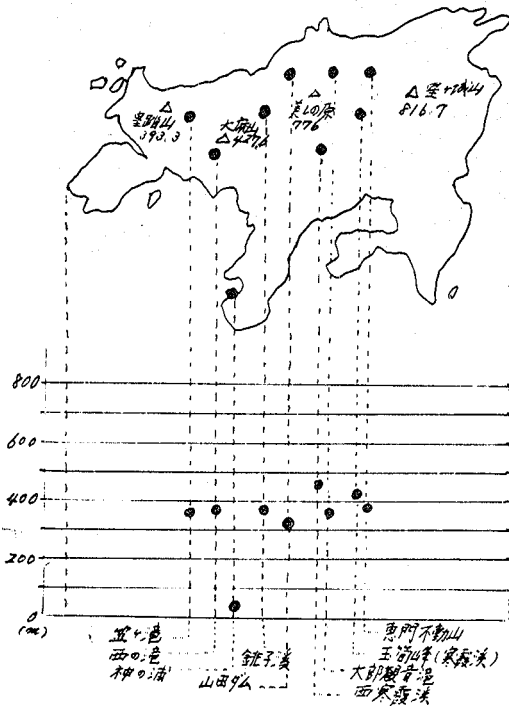 皇踏山
393.3
大麻山
427.6
美しの原
776
星ケ城山
816.7
800
600
400
200
0
(m)
笠ケ滝
西の滝
神の浦
銚子渓
山田ダム
恵門不動山
玉筍峰(寒霞渓)
大郎観音滝
西寒霞渓